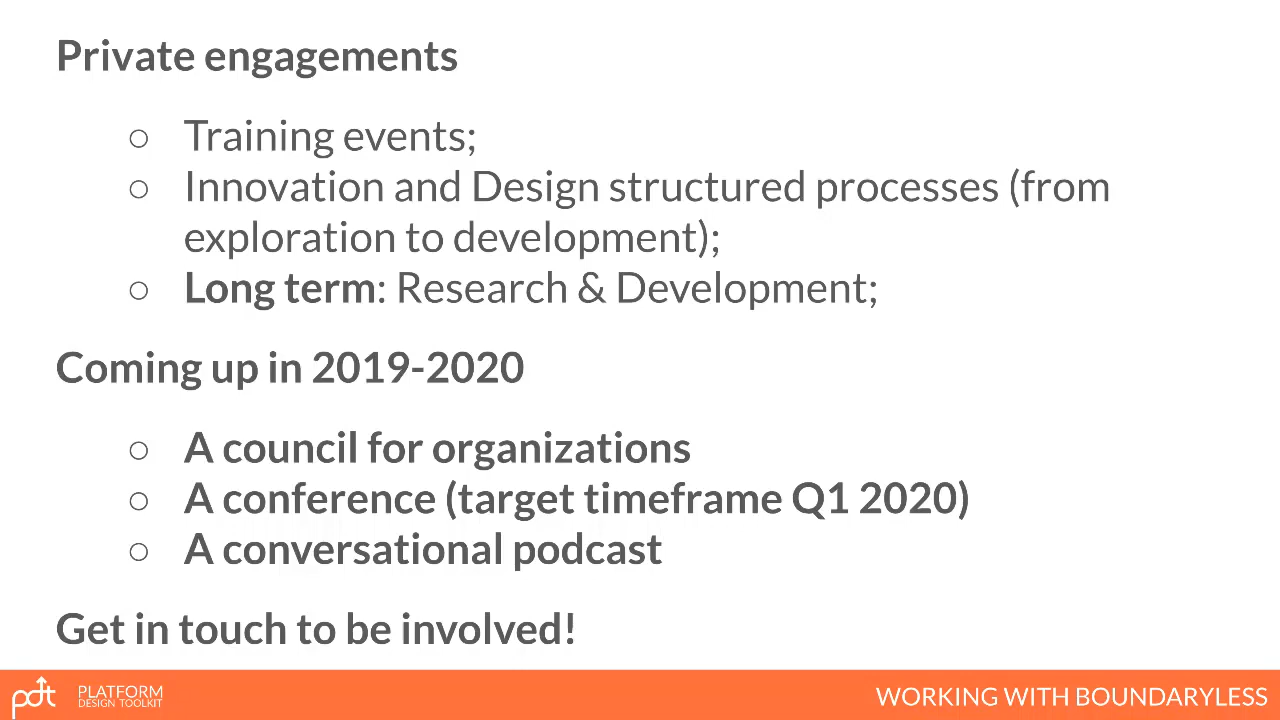 Private engagements
○ Training events;
○ Innovation and Design structured processes (from
exploration to development);
○ Long term: Research & Development;
Coming up in 2019-2020
○ A council for organizations
○ A conference (target timeframe Q1 2020)
○ A conversational podcast
Get in touch to be involved!
pdt PLATFORM
DESIGN TOOLKIT
WORKING WITH BOUNDARYLESS